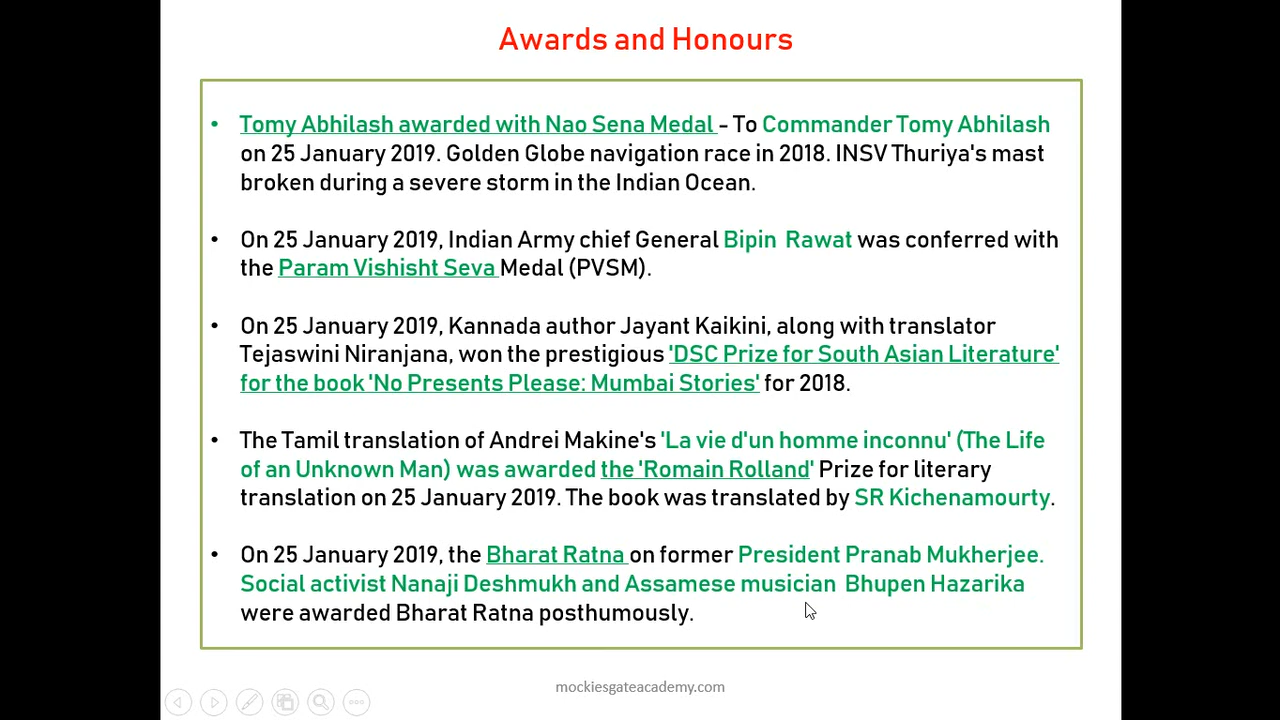 Awards and Honours
• Tomy Abhilash awarded with Nao Sena Medal - To Commander Tomy Abhilash
on 25 January 2019. Golden Globe navigation race in 2018. INSV Thuriya's mast
broken during a severe storm in the Indian Ocean.
• On 25 January 2019, Indian Army chief General Bipin Rawat was conferred with
the Param Vishisht Seva Medal (PVSM).
• On 25 January 2019, Kannada author Jayant Kaikini, along with translator
Tejaswini Niranjana, won the prestigious 'DSC Prize for South Asian Literature'
for the book 'No Presents Please: Mumbai Stories' for 2018.
• The Tamil translation of Andrei Makine's 'La vie d'un homme inconnu' (The Life
of an Unknown Man) was awarded the 'Romain Rolland' Prize for literary
translation on 25 January 2019. The book was translated by SR Kichenamourty.
• On 25 January 2019, the Bharat Ratna on former President Pranab Mukherjee.
Social activist Nanaji Deshmukh and Assamese musician Bhupen Hazarika
were awarded Bharat Ratna posthumously.
mockiesgateacademy.com